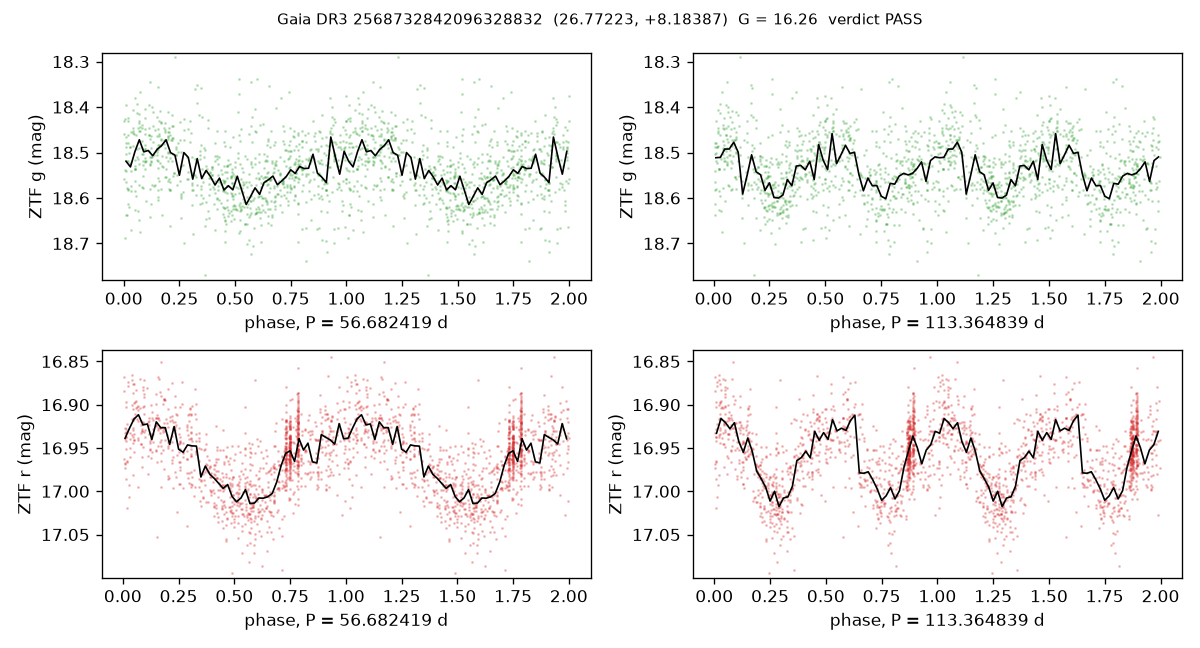 Gaia DR3 2568732842096328832 (26.77223, +8.18387) G = 16.26 verdict PASS
ZTF g (mag)
18.3
18.4
18.5
18.6
18.7
0.00 0.25 0.50 0.75 1.00 1.25 1.50 1.75 2.00
phase, P = 56.682419 d
ZTF g (mag)
18.3
18.4
18.5
18.6
18.7
0.00 0.25 0.50 0.75 1.00 1.25 1.50 1.75 2.00
phase, P = 113.364839 d
ZTF r (mag)
16.85
16.90
16.95
17.00
17.05
0.00 0.25 0.50 0.75 1.00 1.25 1.50 1.75 2.00
phase, P = 56.682419 d
ZTF r (mag)
16.85
16.90
16.95
17.00
17.05
0.00 0.25 0.50 0.75 1.00 1.25 1.50 1.75 2.00
phase, P = 113.364839 d